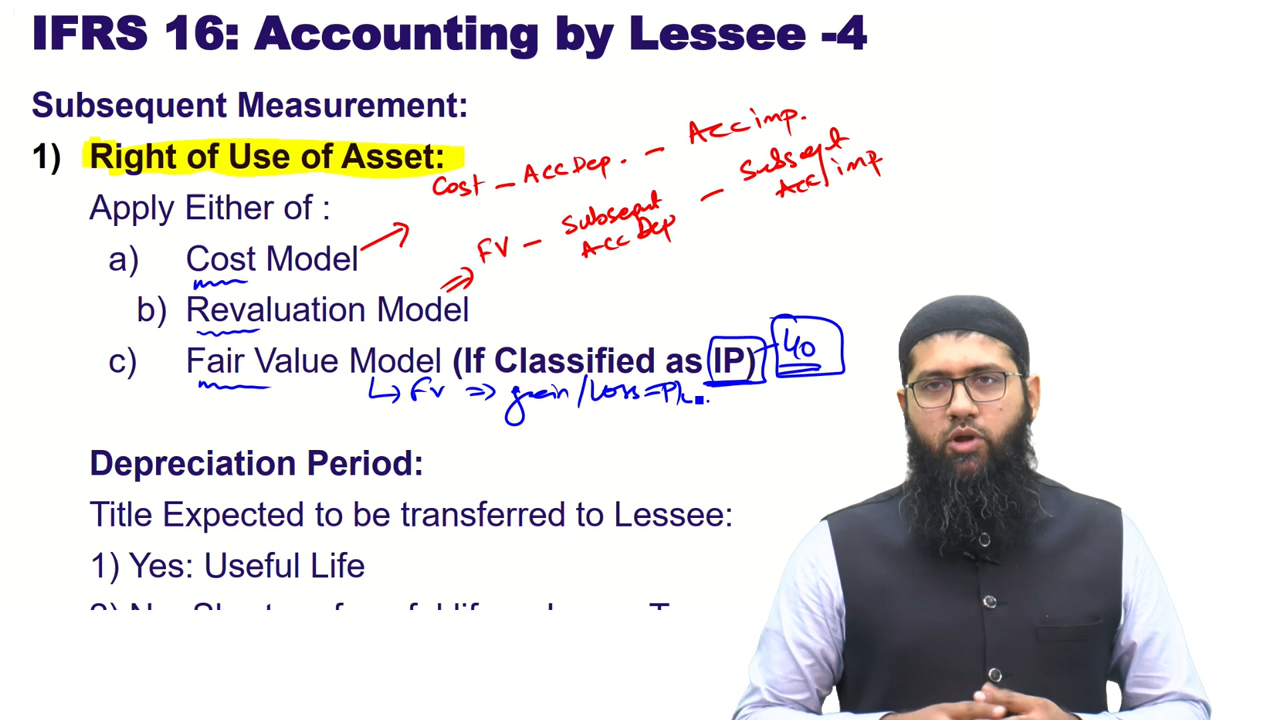 IFRS 16: Accounting by Lessee -4
Subsequent Measurement:
1) Right of Use of Asset:
Cost - Acc Dep. - Acc imp.
Apply Either of :
FV - Subsequt Acc Dep - Subseqt Acc/imp
a) Cost Model
b) Revaluation Model
c) Fair Value Model (If Classified as IP) 40
FV => gain/Loss = P/L.
Depreciation Period:
Title Expected to be transferred to Lessee:
1) Yes: Useful Life